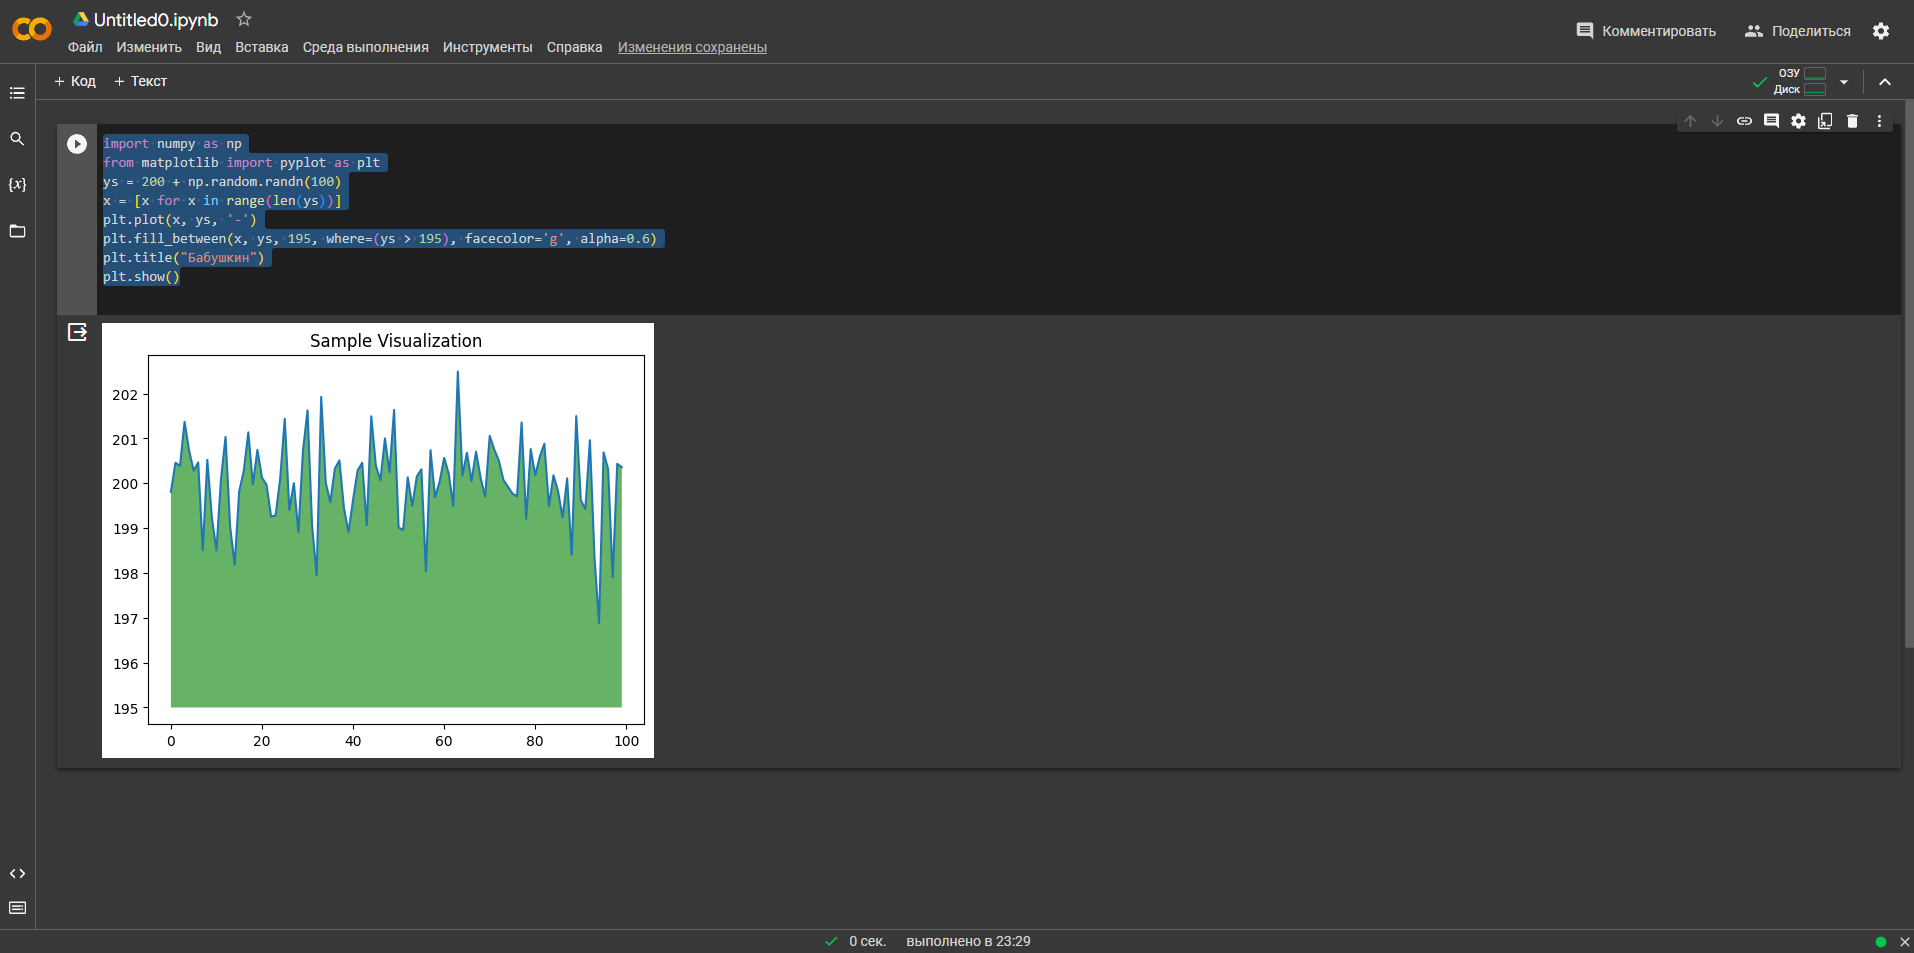 Untitled0.ipynb
Файл Изменить Вид Вставка Среда выполнения Инструменты Справка Изменения сохранены
Комментировать Поделиться
+ Код + Текст
ОЗУ
Диск
import numpy as np
from matplotlib import pyplot as plt
ys = 200 + np.random.randn(100)
x = [x for x in range(len(ys))]
plt.plot(x, ys, '-')
plt.fill_between(x, ys, 195, where=(ys > 195), facecolor='g', alpha=0.6)
plt.title("Бабушкин")
plt.show()
Sample Visualization
202
201
200
199
198
197
196
195
0 20 40 60 80 100
0 сек. выполнено в 23:29